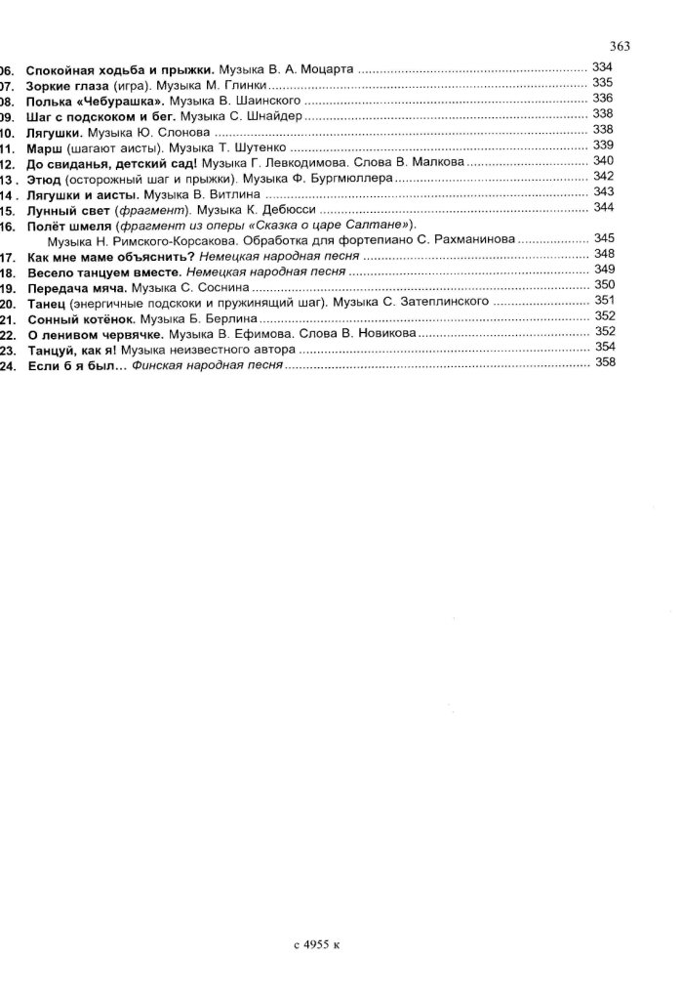 363
06. Спокойная ходьба и прыжки. Музыка В. А. Моцарта 334
07. Зоркие глаза (игра). Музыка М. Глинки 335
08. Полька «Чебурашка». Музыка В. Шаинского 336
09. Шаг с подскоком и бег. Музыка С. Шнайдер 338
10. Лягушки. Музыка Ю. Слонова 338
11. Марш (шагают аисты). Музыка Т. Шутенко 339
12. До свиданья, детский сад! Музыка Г. Левкодимова. Слова В. Малкова 340
13. Этюд (осторожный шаг и прыжки). Музыка Ф. Бургмюллера 342
14. Лягушки и аисты. Музыка В. Витлина 343
15. Лунный свет (фрагмент). Музыка К. Дебюсси 344
16. Полёт шмеля (фрагмент из оперы «Сказка о царе Салтане»).
Музыка Н. Римского-Корсакова. Обработка для фортепиано С. Рахманинова 345
17. Как мне маме объяснить? Немецкая народная песня 348
18. Весело танцуем вместе. Немецкая народная песня 349
19. Передача мяча. Музыка С. Соснина 350
20. Танец (энергичные подскоки и пружинящий шаг). Музыка С. Затеплинского 351
21. Сонный котёнок. Музыка Б. Берлина 352
22. О ленивом червячке. Музыка В. Ефимова. Слова В. Новикова 352
23. Танцуй, как я! Музыка неизвестного автора 354
24. Если б я был... Финская народная песня 358
с 4955 к